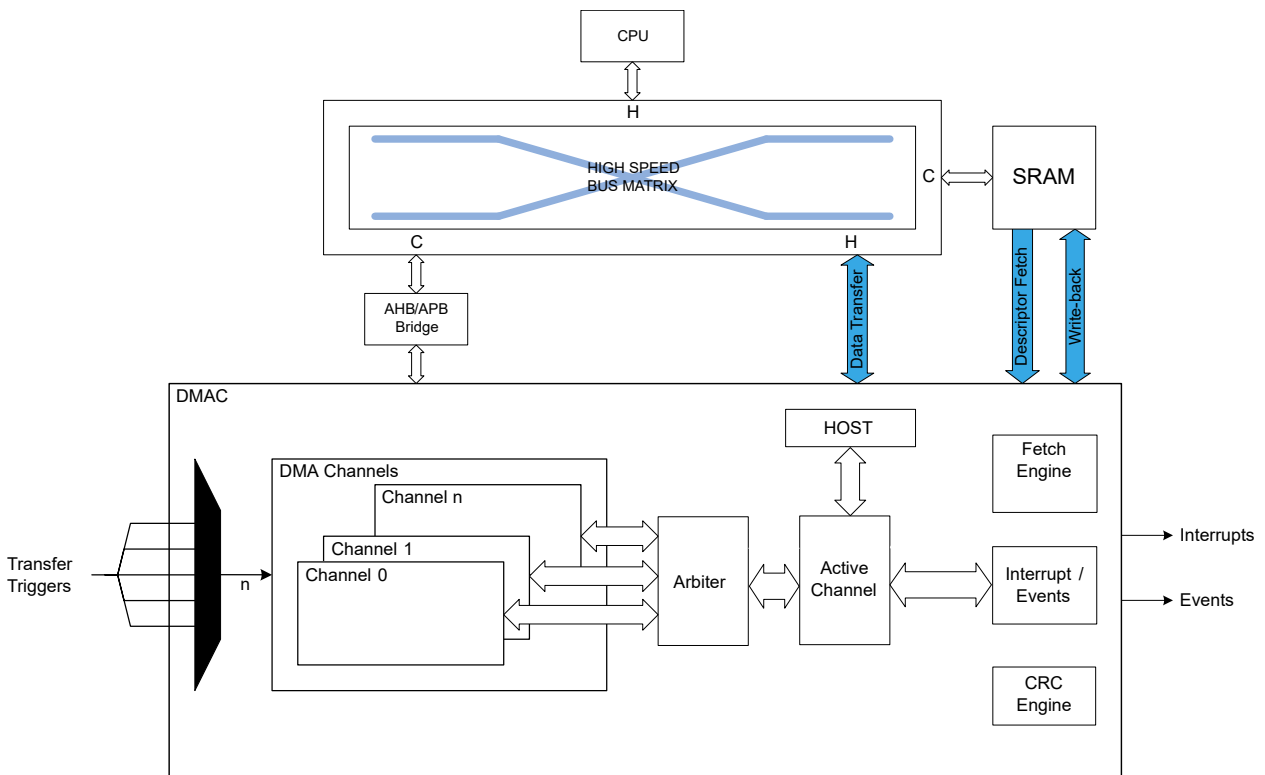 CPU
H
HIGH SPEED
BUS MATRIX
C
SRAM
C
H
AHB/APB
Bridge
Data Transfer
Descriptor Fetch
Write-back
DMAC
HOST
Fetch
Engine
DMA Channels
Channel n
Channel 1
Channel 0
Transfer
Triggers
n
Arbiter
Active
Channel
Interrupt /
Events
Interrupts
Events
CRC
Engine